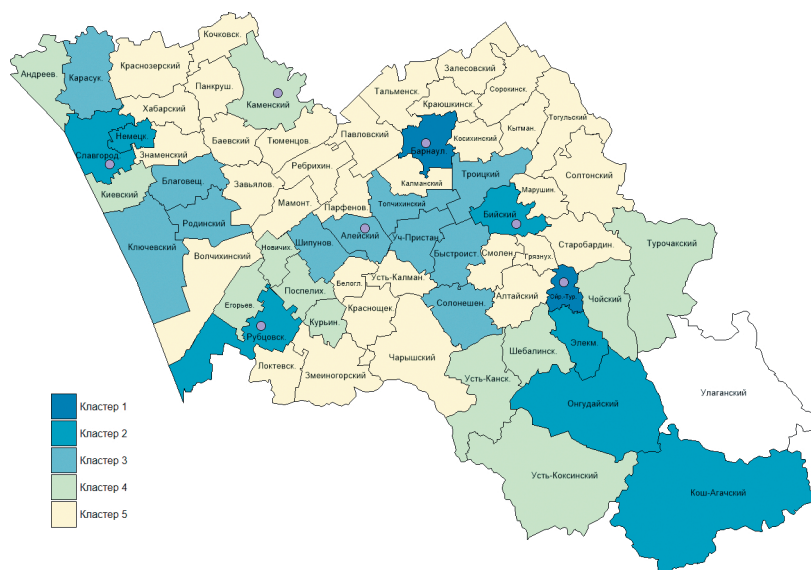 Кочковск.
Краснозерский
Андреев.
Карасук.
Панкруш.
Каменский
Залесовский
Тальменск.
Сорокинск.
Краюшкинск.
Хабарский
Тогульский
Немецк.
Баевский
Тюменцов.
Павловский
Барнаул.
Косихинский
Кытман.
Славгород.
Знаменский
Ребрихин.
Троицкий
Солтонский
Киевский
Благовещ.
Завьялов.
Калманский
Марушин.
Мамонт.
Парфенов.
Топчихинский
Бийский
Родинский
Алейский
Уч-Пристан.
Ключевский
Шипунов.
Новичих.
Волчихинский
Быстроист.
Смолен.
Грязнух.
Старобардин.
Турочакский
Усть-Калман.
Поспелих.
Белогл.
Алтайский
Чойский
Егорьев.
Краснощек.
Солонешен.
Курьин.
Рубцовск.
Элекм.
Шебалинск.
Чарышский
Локтевск.
Змеиногорский
Усть-Канск.
Улаганский
Онгудайский
Усть-Коксинский
Кош-Агачский
Кластер 1
Кластер 2
Кластер 3
Кластер 4
Кластер 5